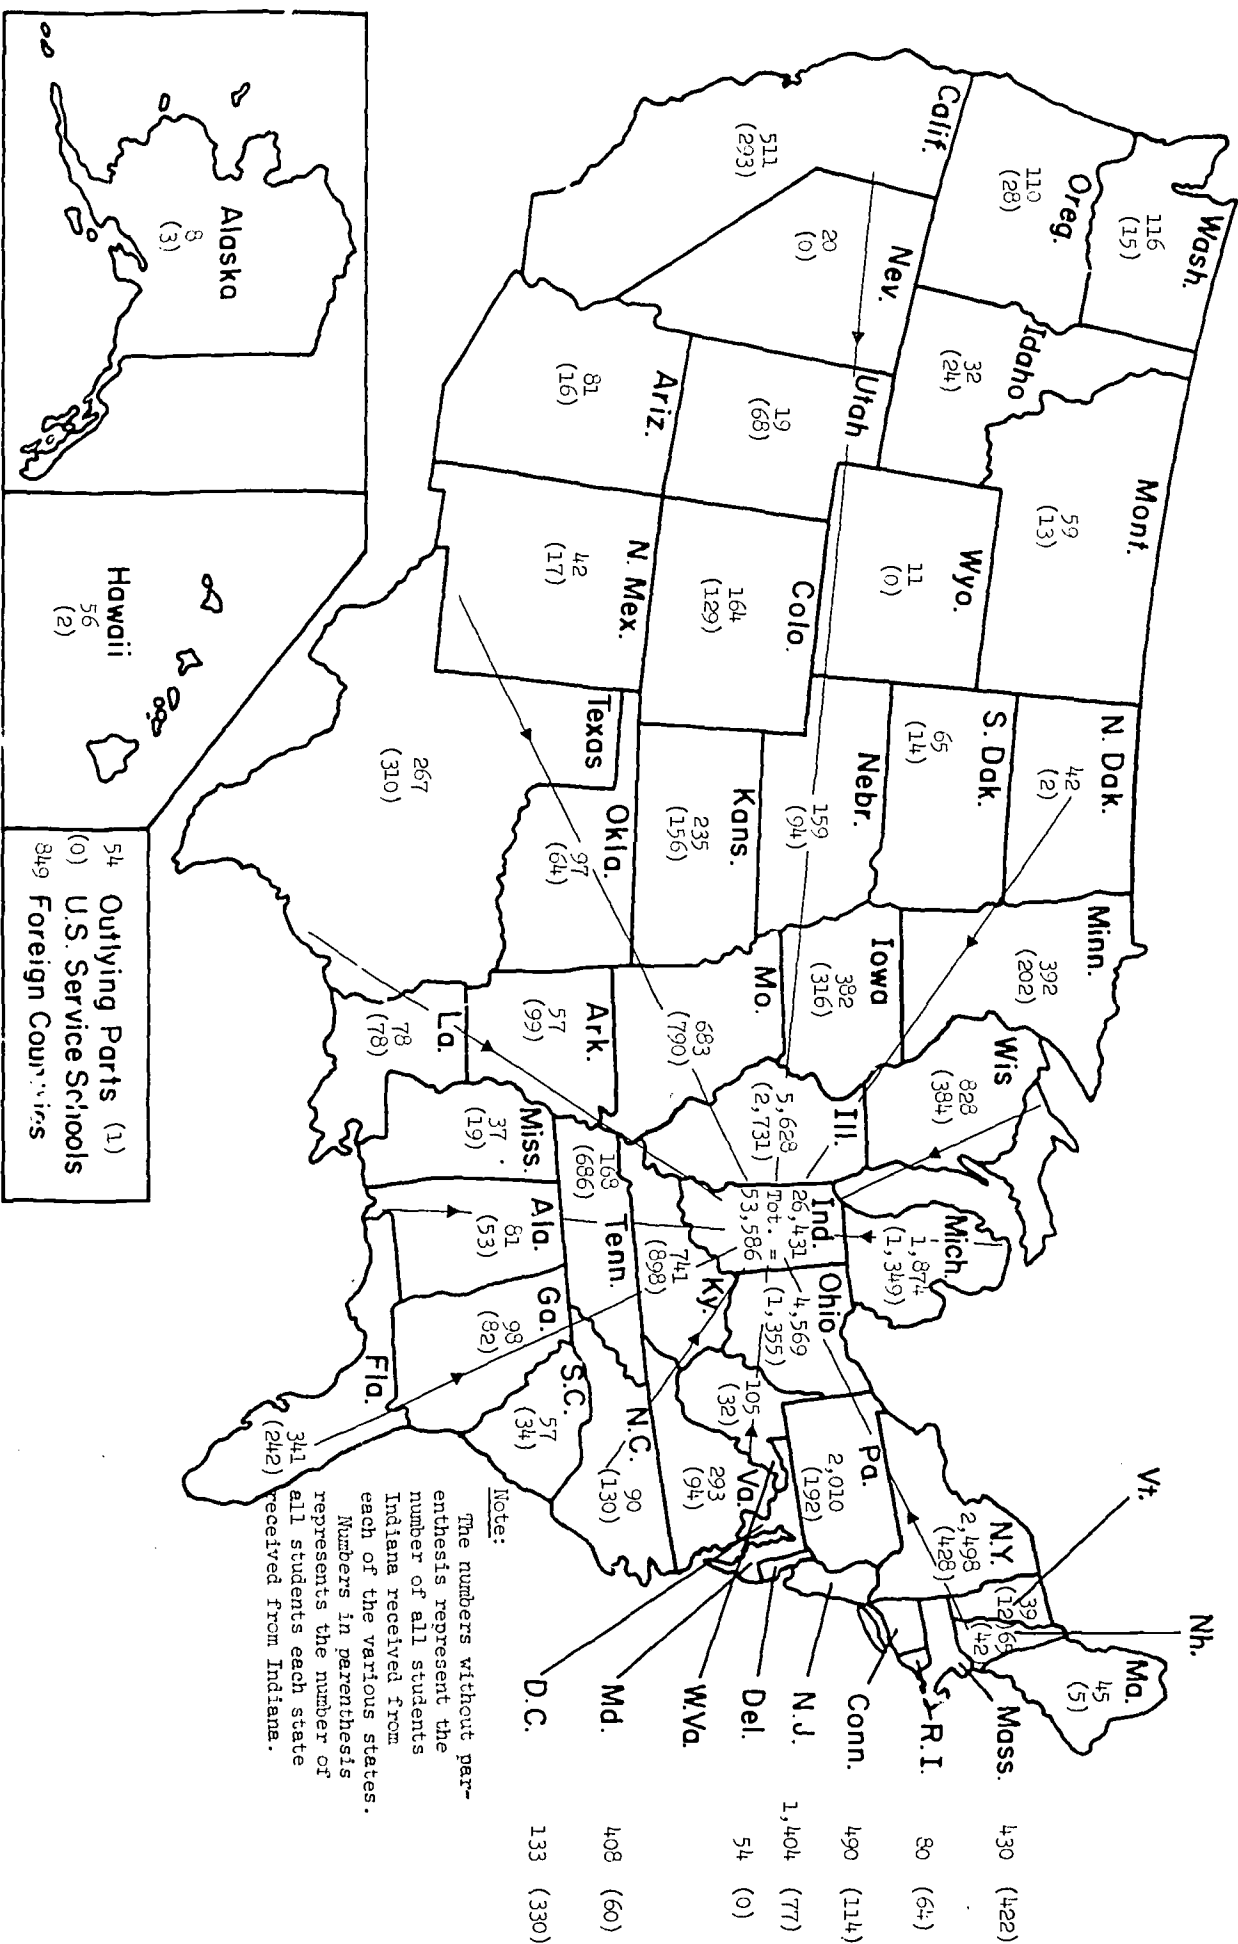 Wash.
116
(15)
Oreg.
110
(28)
Calif.
511
(293)
Nev.
20
(0)
Idaho
32
(24)
Mont.
59
(13)
Utah
19
(68)
Ariz.
81
(16)
Wyo.
11
(0)
Colo.
164
(129)
N. Mex.
42
(17)
N. Dak.
42
(2)
S. Dak.
65
(14)
Nebr.
159
(94)
Kans.
235
(156)
Okla.
97
(64)
Texas
267
(310)
Minn.
392
(202)
Iowa
382
(316)
Mo.
683
(790)
Ark.
57
(99)
La.
78
(78)
Wis
828
(384)
Ill.
5,628
(2,731)
Mich.
1,874
(1,349)
Ind.
26,431
Tot. =
53,586
Ohio
4,569
(1,355)
Ky.
741
(898)
Tenn.
168
(686)
Miss.
37
(19)
Ala.
81
(53)
Ga.
98
(82)
Fla.
341
(242)
S.C.
57
(34)
N.C.
90
(130)
Va.
293
(94)
105
(32)
Pa.
2,010
(192)
N.Y.
2,498
(428)
Vt.
39
(12)
Nh.
65
(42
Ma.
45
(5)
Mass. 430 (422)
R.I. 80 (64)
Conn. 490 (114)
N.J. 1,404 (77)
Del. 54 (0)
W.Va.
Md. 408 (60)
D.C. 133 (330)
Alaska
8
(3)
Hawaii
56
(2)
54 Outlying Parts (1)
(0) U.S. Service Schools
849 Foreign Countries
Note:
The numbers without par-
enthesis represent the
number of all students
Indiana received from
each of the various states.
Numbers in parenthesis
represents the number of
all students each state
received from Indiana.